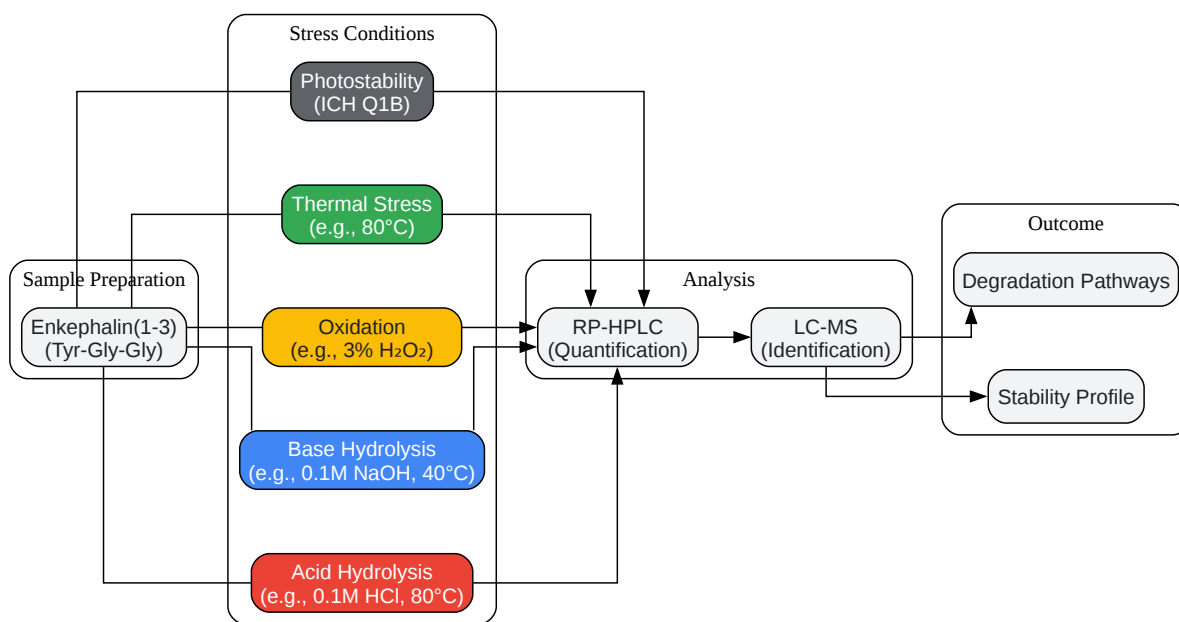 Stress Conditions
Photostability
(ICH Q1B)
Thermal Stress
(e.g., 80°C)
Outcome
Sample Preparation
Analysis
Degradation Pathways
Enkephalin(1-3)
(Tyr-Gly-Gly)
Oxidation
(e.g., 3% H₂O₂)
RP-HPLC
(Quantification)
LC-MS
(Identification)
Stability Profile
Base Hydrolysis
(e.g., 0.1M NaOH, 40°C)
Acid Hydrolysis
(e.g., 0.1M HCl, 80°C)